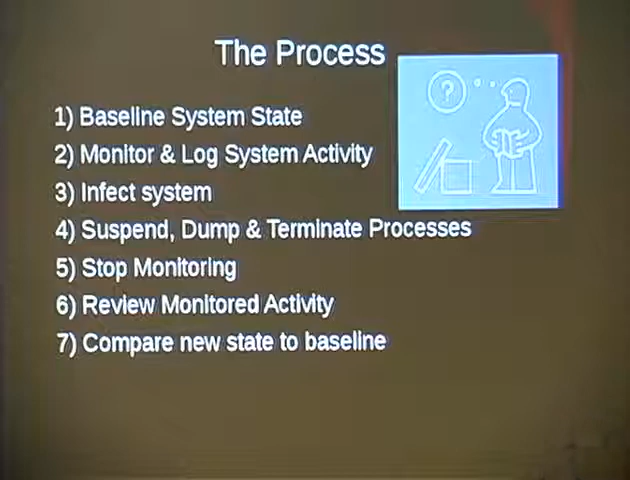 The Process
?
1) Baseline System State
2) Monitor & Log System Activity
3) Infect system
4) Suspend, Dump & Terminate Processes
5) Stop Monitoring
6) Review Monitored Activity
7) Compare new state to baseline